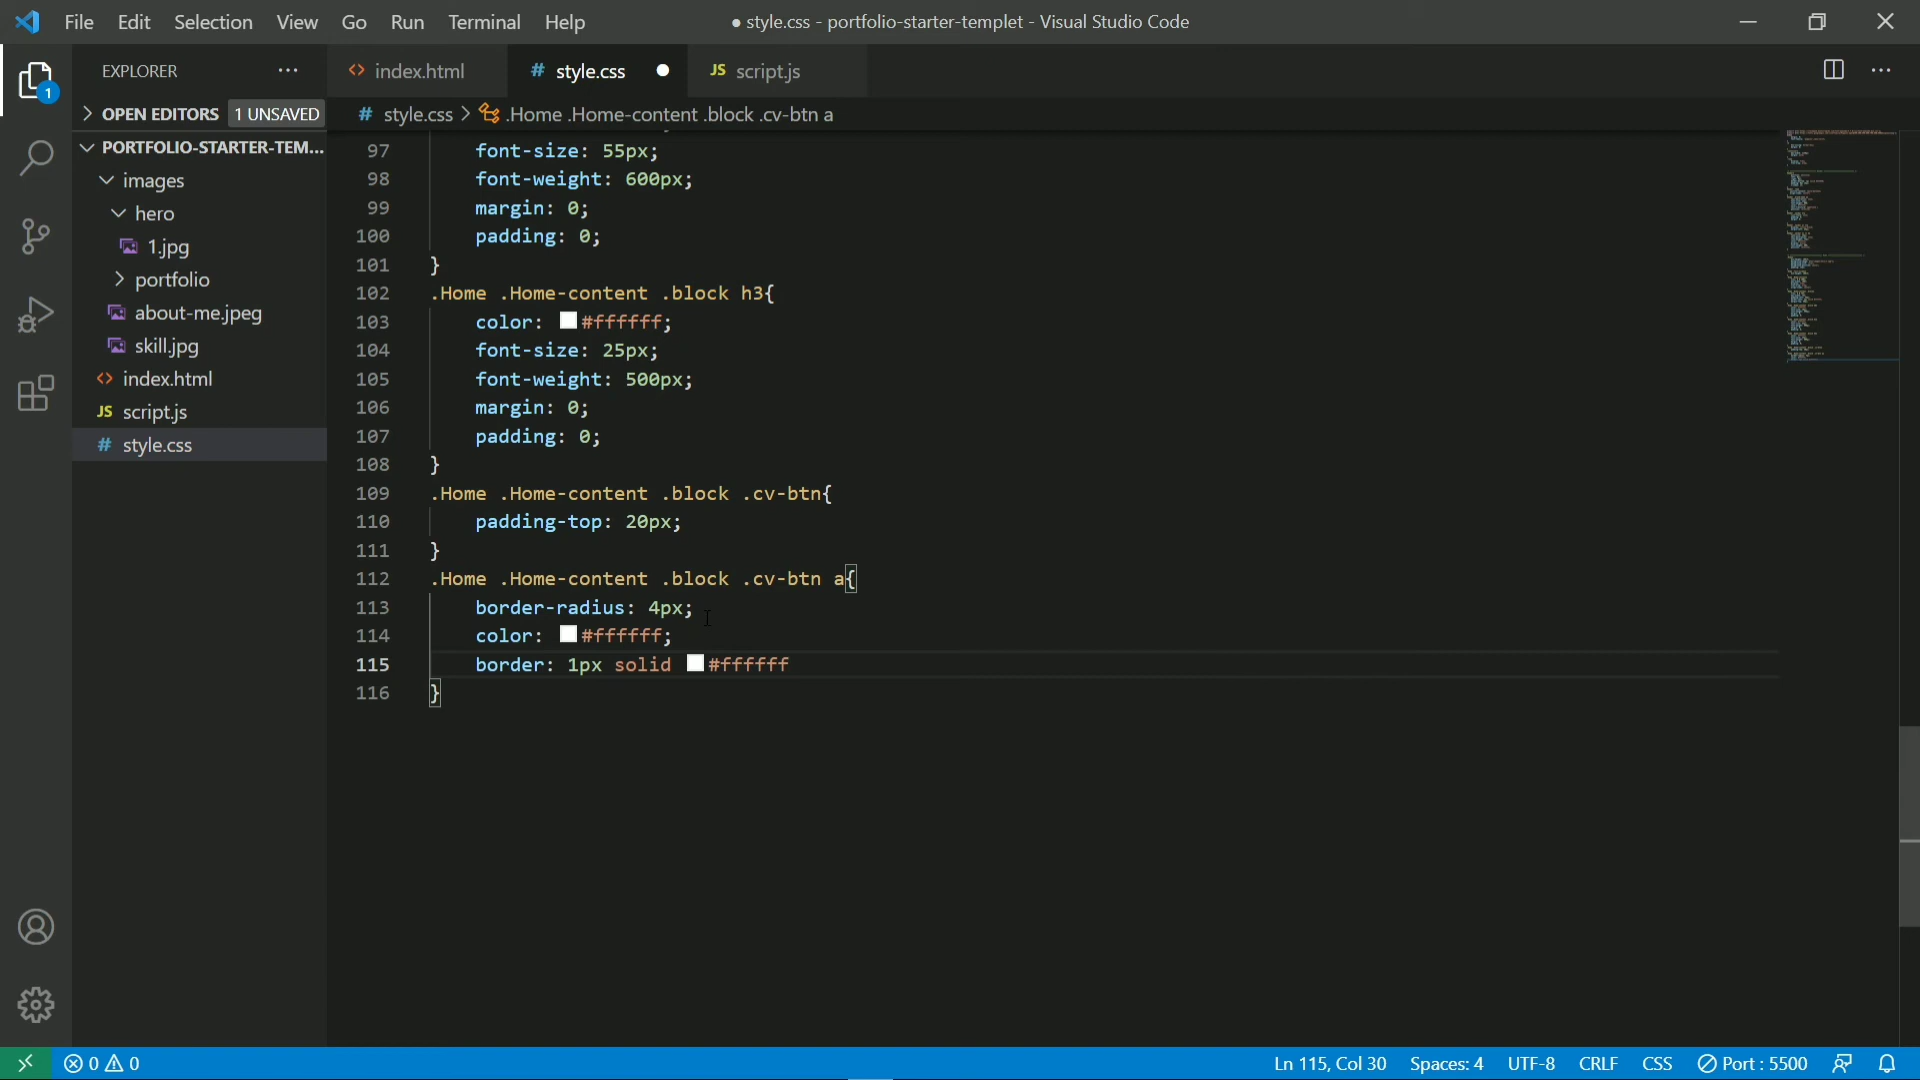 File Edit Selection View Go Run Terminal Help
● style.css - portfolio-starter-templet - Visual Studio Code
EXPLORER
index.html
# style.css
JS script.js
OPEN EDITORS 1 UNSAVED
# style.css > .Home .Home-content .block .cv-btn a
1
PORTFOLIO-STARTER-TEM...
images
hero
1.jpg
portfolio
about-me.jpeg
skill.jpg
index.html
JS script.js
# style.css
97 font-size: 55px;
98 font-weight: 600px;
99 margin: 0;
100 padding: 0;
101 }
102 .Home .Home-content .block h3{
103 color: #ffffff;
104 font-size: 25px;
105 font-weight: 500px;
106 margin: 0;
107 padding: 0;
108 }
109 .Home .Home-content .block .cv-btn{
110 padding-top: 20px;
111 }
112 .Home .Home-content .block .cv-btn a{
113 border-radius: 4px;
114 color: #ffffff;
115 border: 1px solid #ffffff
116 }
0 0
Ln 115, Col 30 Spaces: 4 UTF-8 CRLF CSS Port : 5500